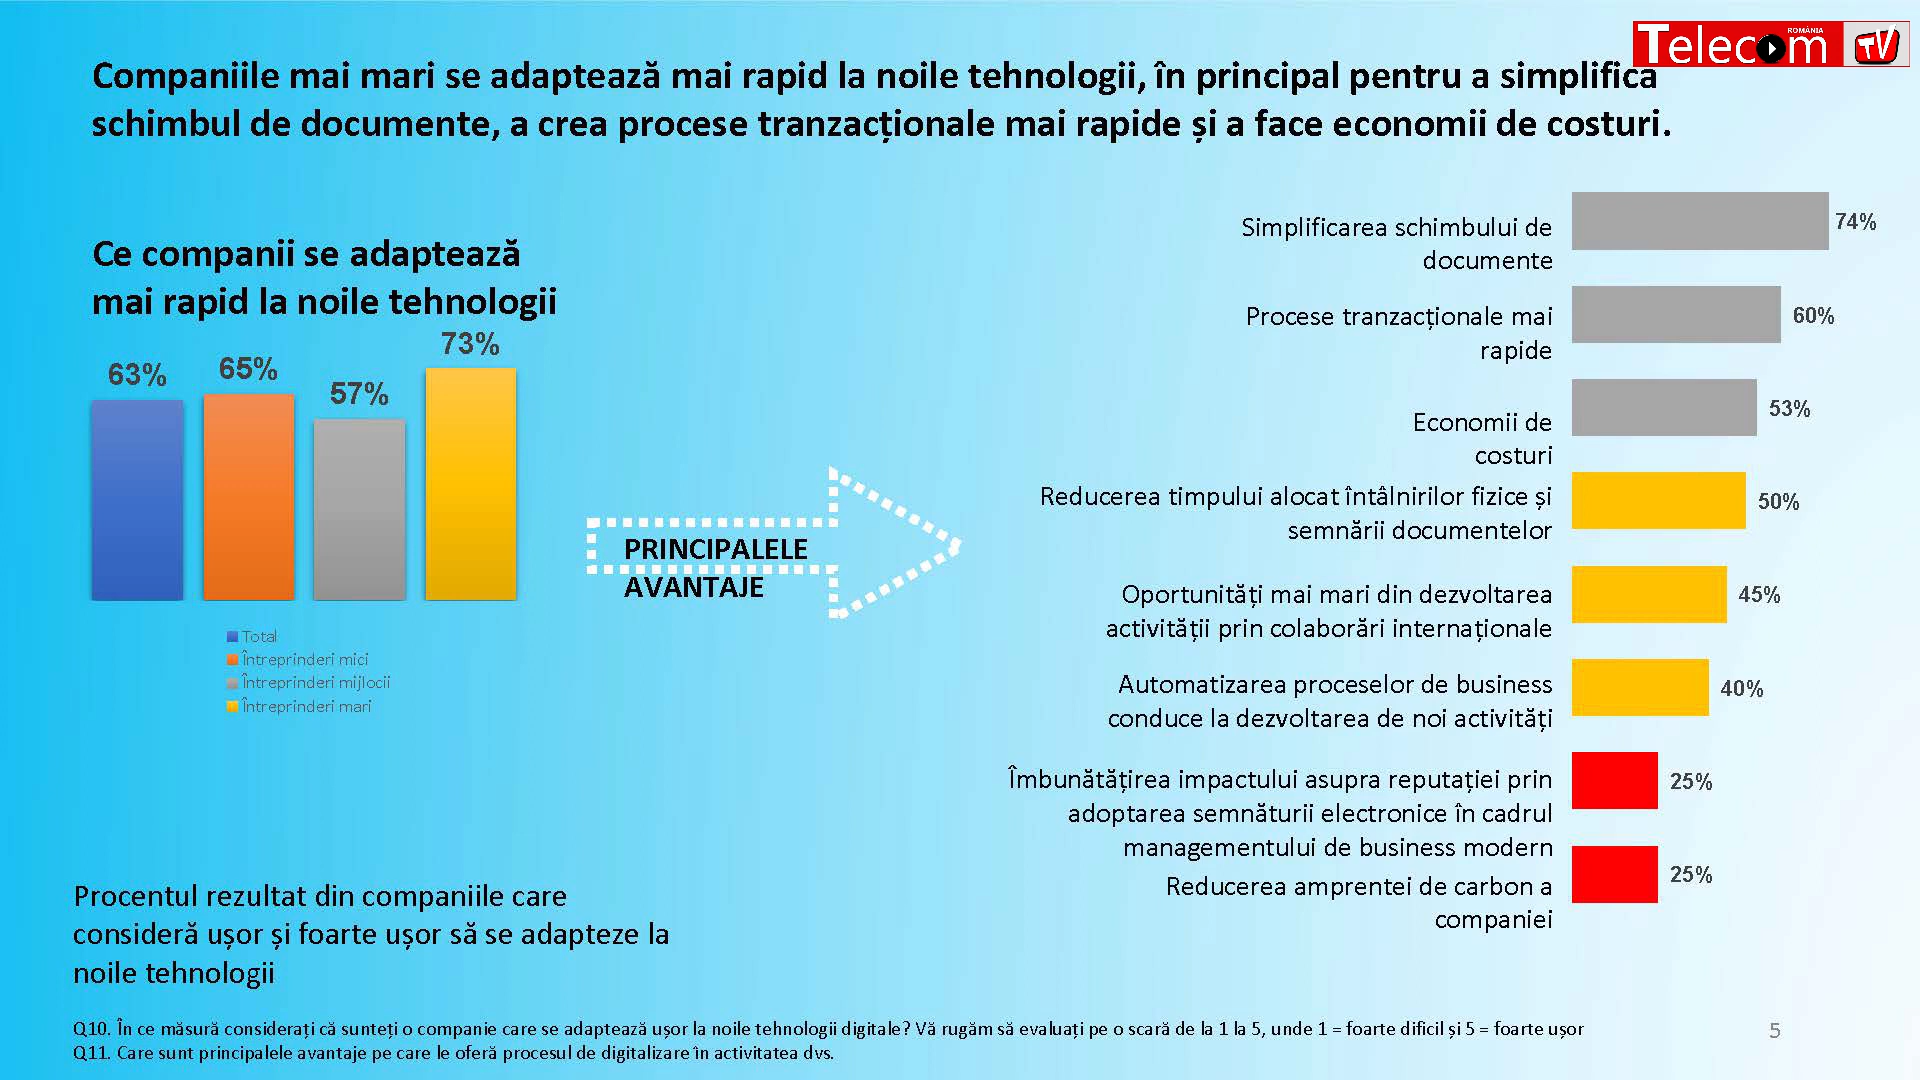 Telecom
ROMÂNIA
TV
Companiile mai mari se adaptează mai rapid la noile tehnologii, în principal pentru a simplifica
schimbul de documente, a crea procese tranzacționale mai rapide și a face economii de costuri.
Ce companii se adaptează
mai rapid la noile tehnologii
63%
65%
57%
73%
Total
Întreprinderi mici
Întreprinderi mijlocii
Întreprinderi mari
PRINCIPALELE
AVANTAJE
Simplificarea schimbului de
documente
74%
Procese tranzacționale mai
rapide
60%
Economii de
costuri
53%
Reducerea timpului alocat întâlnirilor fizice și
semnării documentelor
50%
Oportunități mai mari din dezvoltarea
activității prin colaborări internaționale
45%
Automatizarea proceselor de business
conduce la dezvoltarea de noi activități
40%
Îmbunătățirea impactului asupra reputației prin
adoptarea semnăturii electronice în cadrul
managementului de business modern
25%
Reducerea amprentei de carbon a
companiei
25%
Procentul rezultat din companiile care
consideră ușor și foarte ușor să se adapteze la
noile tehnologii
Q10. În ce măsură considerați că sunteți o companie care se adaptează ușor la noile tehnologii digitale? Vă rugăm să evaluați pe o scară de la 1 la 5, unde 1 = foarte dificil și 5 = foarte ușor
Q11. Care sunt principalele avantaje pe care le oferă procesul de digitalizare în activitatea dvs.
5